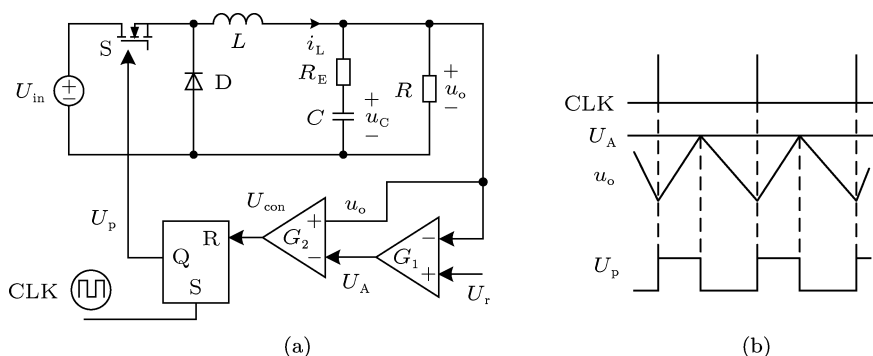 S
L
i_L
U_in
+
−
D
R_E
C
+
u_C
−
R
+
u_o
−
CLK
U_A
u_o
U_p
U_p
U_con
u_o
R
Q
S
+
G_2
−
−
G_1
+
U_A
U_r
CLK
(a)
(b)